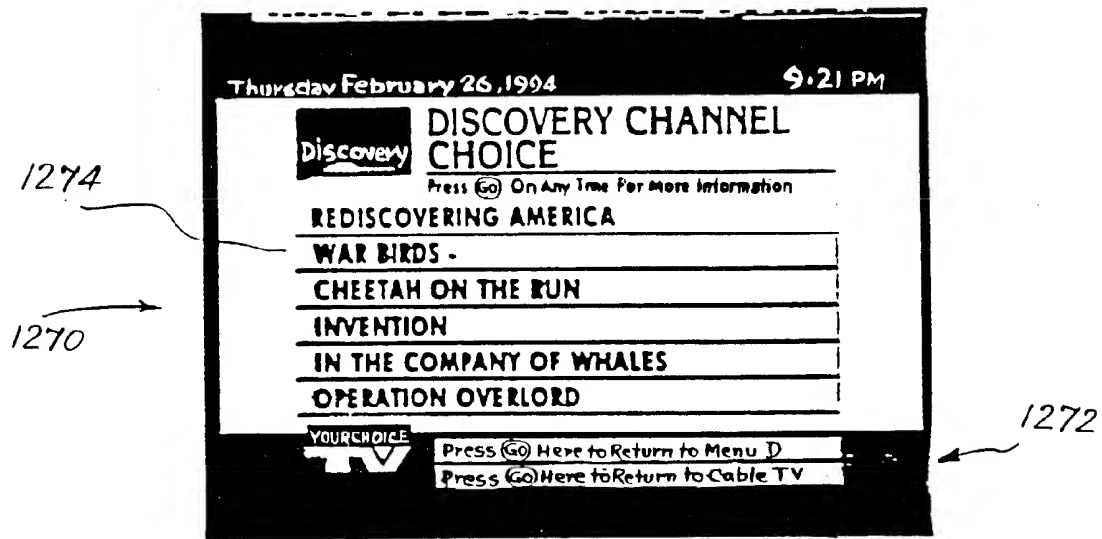 Thursday February 26, 1994 9:21 PM
Discovery
DISCOVERY CHANNEL
CHOICE
Press Go On Any Time For More Information
1274
REDISCOVERING AMERICA
WAR BIRDS -
CHEETAH ON THE RUN
1270
INVENTION
IN THE COMPANY OF WHALES
OPERATION OVERLORD
1272
YOUR CHOICE
TV
Press Go Here to Return to Menu D
Press Go Here to Return to Cable TV